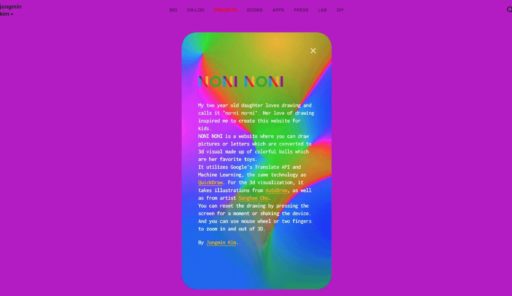 jongmin
kim
BOOKS
APPS
PRESS
LAB
NONI NONI
My two year old daughter loves drawing and
calls it "noni noni". Her love of drawing
inspired me to create this website for
kids.
NONI NONI is a website where you can draw
pictures or letters which are converted to
3d visual made up of colorful balls which
are her favorite toys.
It utilizes Google's Translate API and
Machine Learning, the same technology as
QuickDraw. For the 3d visualization, it
takes illustrations from AutoDraw, as well
as from artist
You can reset the drawing by pressing the
screen for a moment or shaking the device.
And you can use mouse wheel or two fingers
to zoom in and out of 3D.
By Jongmin Kim.